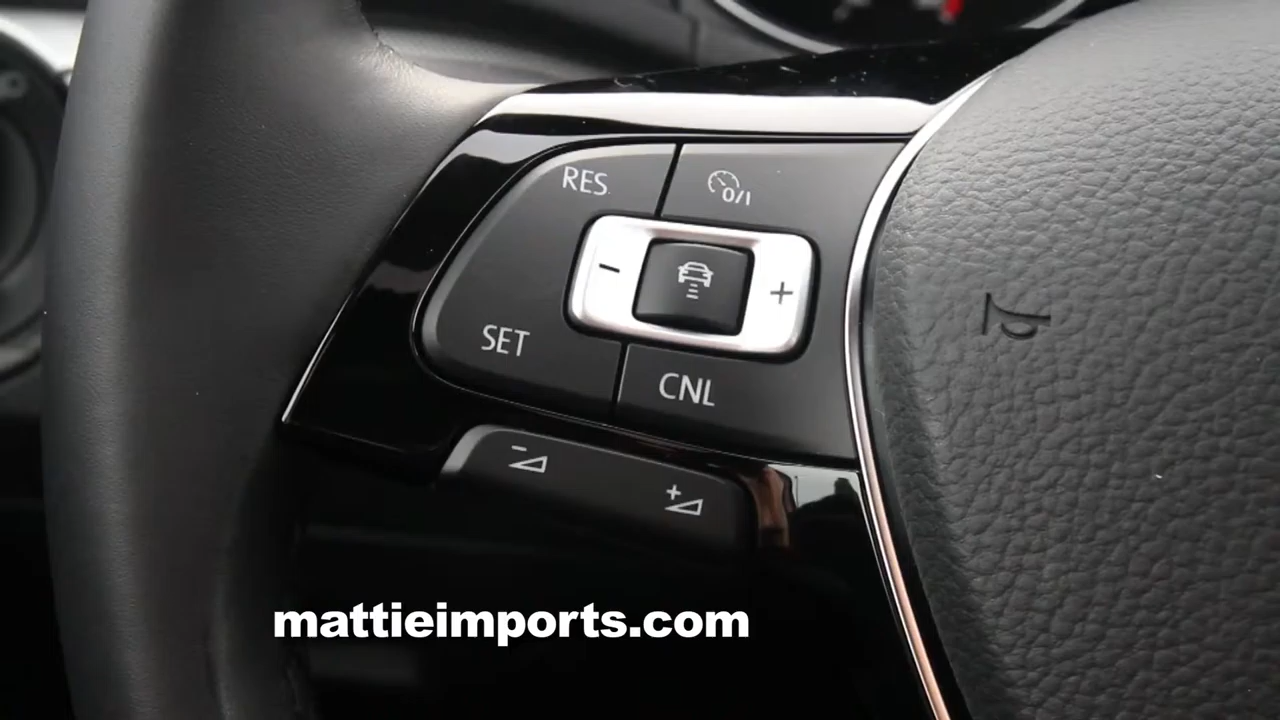 RES
0/I
- +
SET
CNL
-
+
mattieimports.com